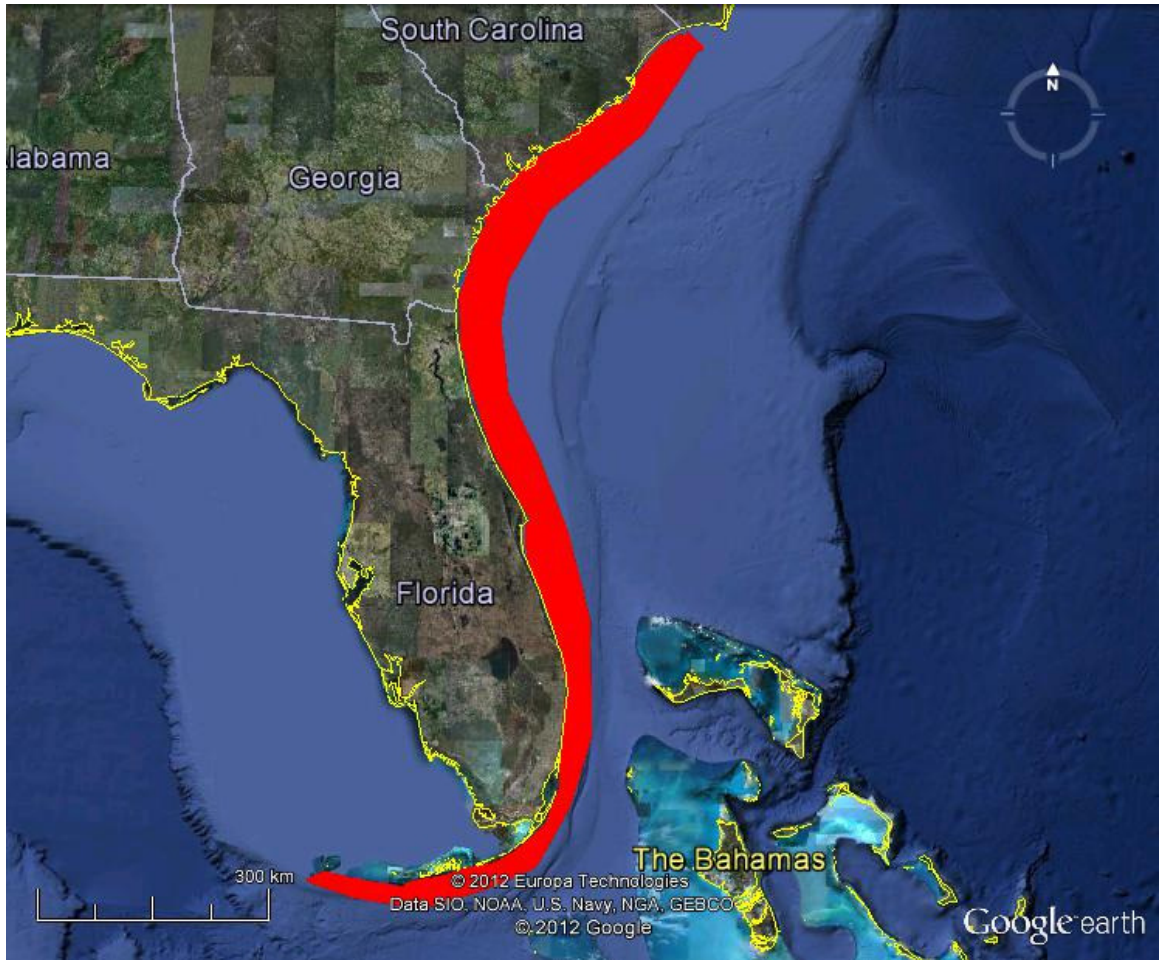 South Carolina
N
labama
Georgia
Florida
The Bahamas
300 km
© 2012 Europa Technologies
Data SIO, NOAA, U.S. Navy, NGA, GEBCO
© 2012 Google
Google earth